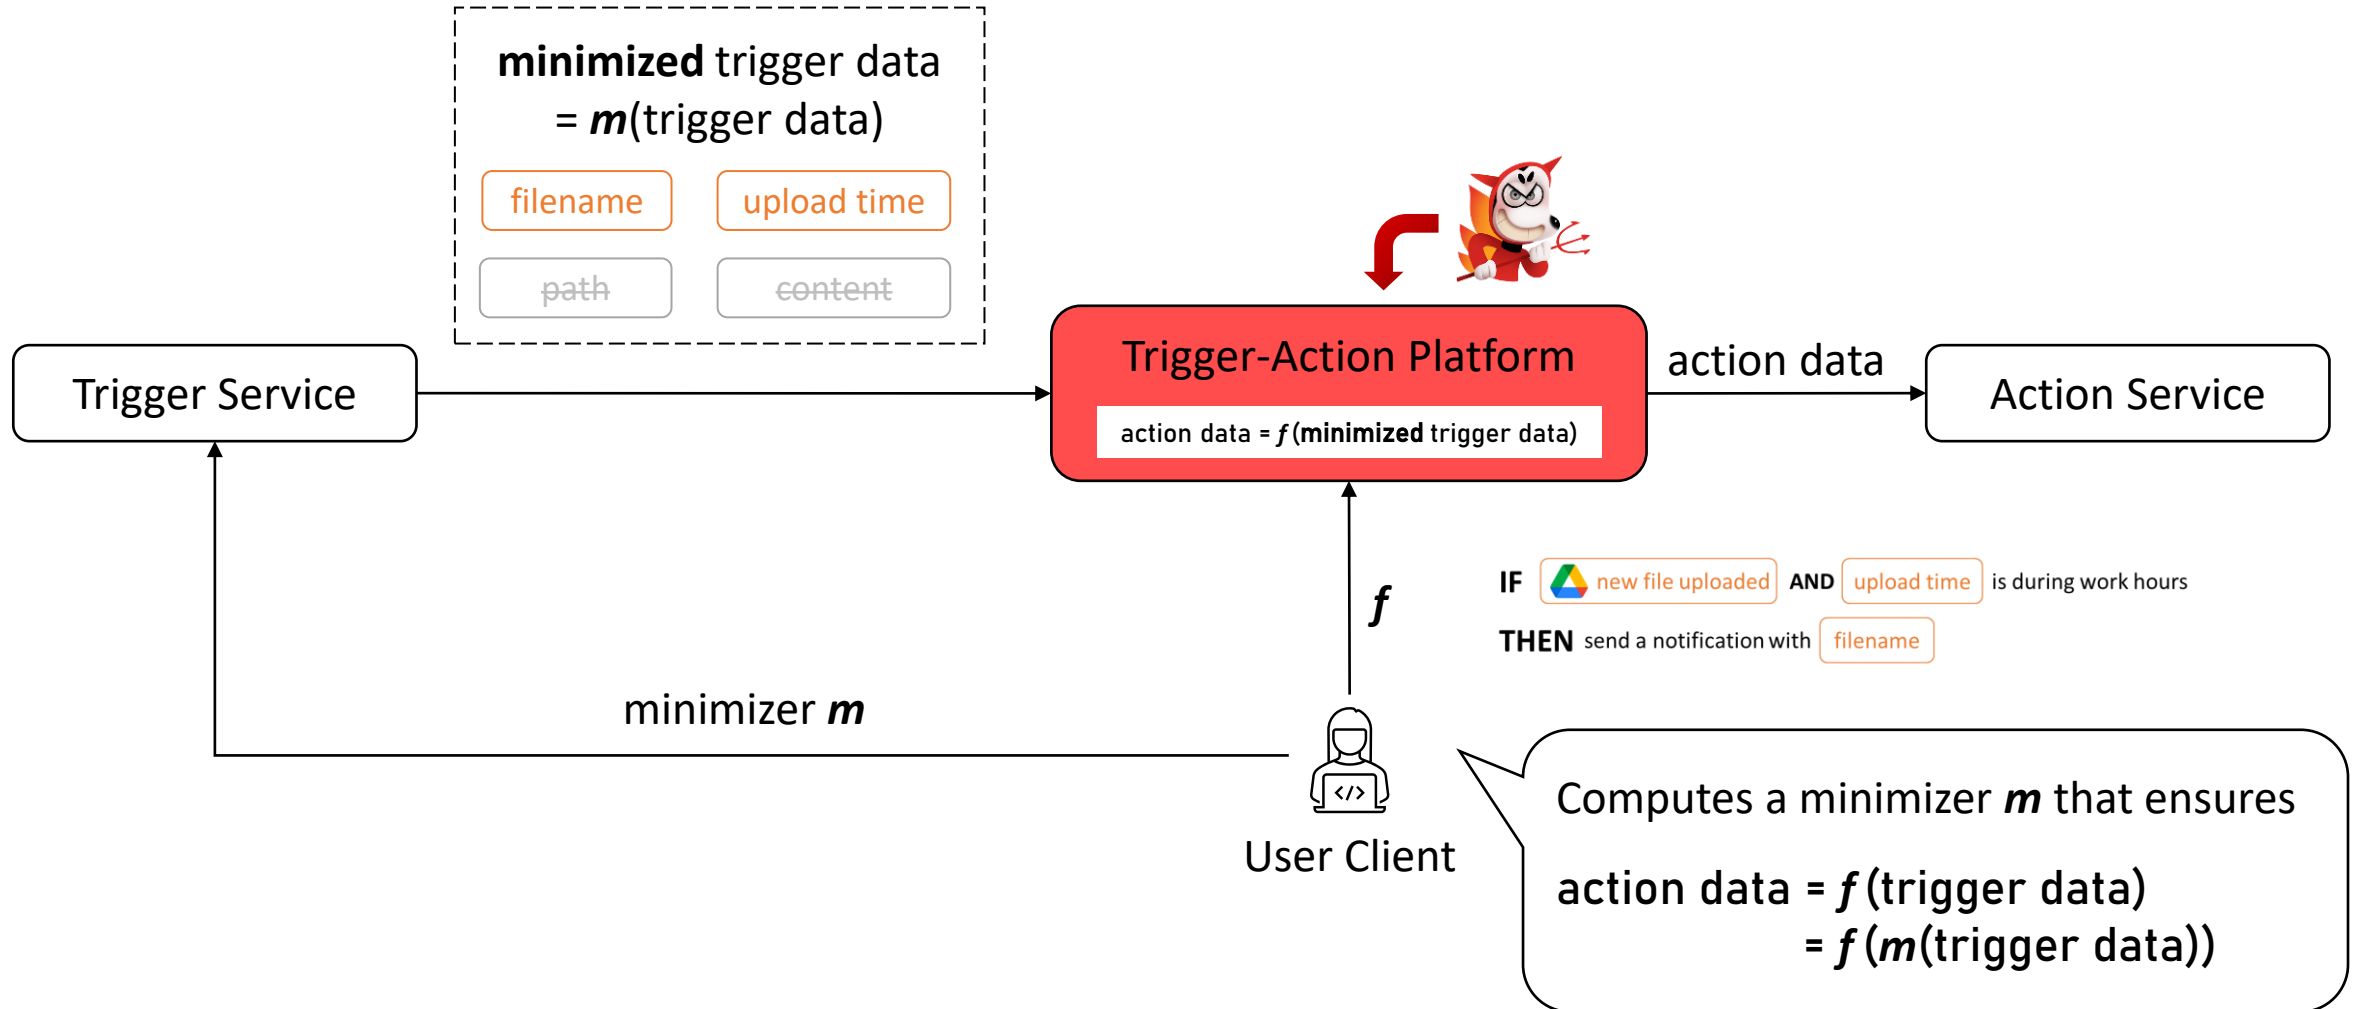 minimized trigger data
= m(trigger data)
filename
upload time
path
content
Trigger Service
Trigger-Action Platform
action data = f (minimized trigger data)
action data
Action Service
f
IF new file uploaded AND upload time is during work hours
THEN send a notification with filename
minimizer m
</>
User Client
Computes a minimizer m that ensures
action data = f (trigger data)
= f (m(trigger data))